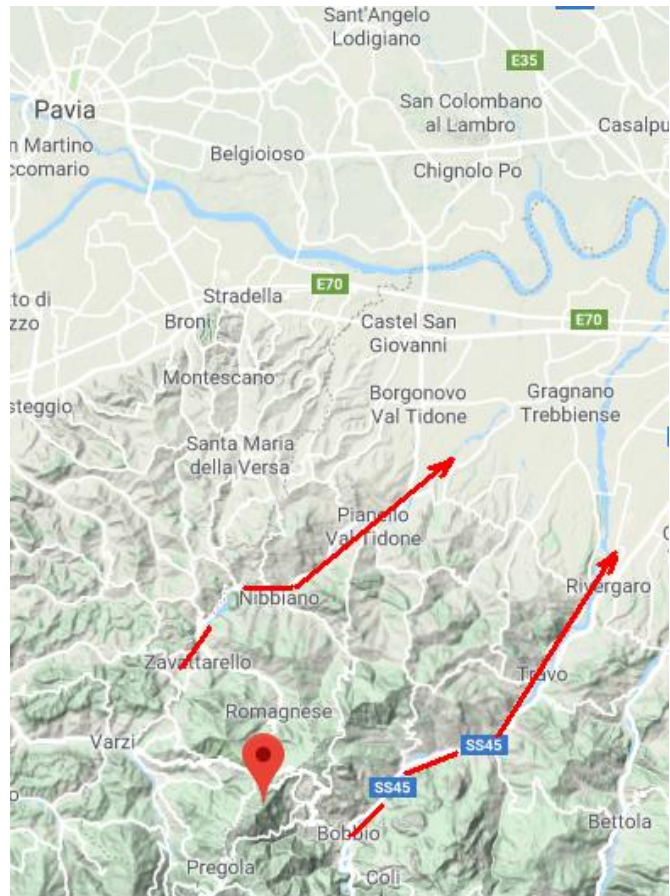 Sant'Angelo
Lodigiano
E35
Pavia
San Colombano
al Lambro
Casalpu
n Martino
ccomario
Belgioioso
Chignolo Po
E70
Stradella
to di
zzo
Broni
Castel San
Giovanni
E70
Montescano
Borgonovo
Val Tidone
Gragnano
Trebbiense
steggio
Santa Maria
della Versa
Pianello
Val Tidone
Nibbiano
Rivergaro
Zavattarello
Travo
Romagnese
Varzi
SS45
SS45
Bobbio
Bettola
Pregola
Coli